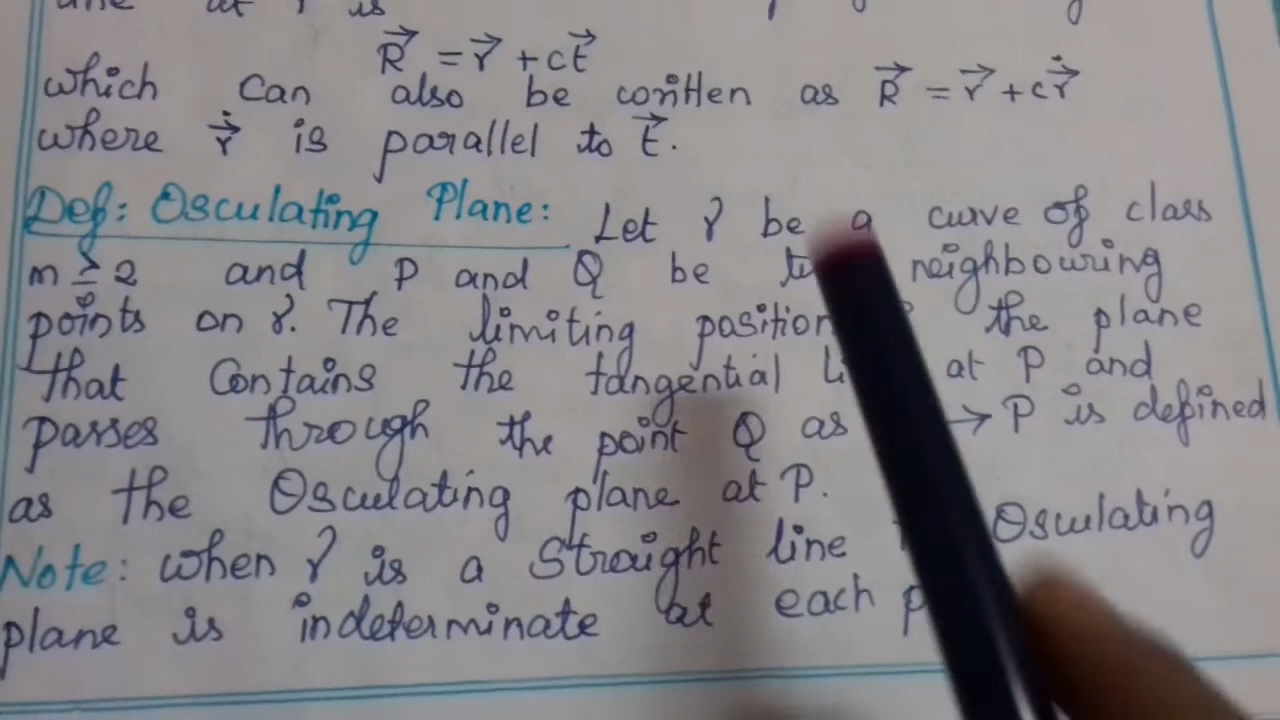 at r is
R⃗ = r⃗ + ct⃗
which can also be written as R⃗ = r⃗ + cṙ⃗
where ṙ⃗ is parallel to t⃗.
Def: Osculating Plane: Let γ be a curve of class
m ≥ 2 and P and Q be neighbouring
points on γ. The limiting position the plane
that contains the tangential at P and
passes through the point Q as → P is defined
as the Osculating plane at P.
Note: when γ is a straight line Osculating
plane is indeterminate at each